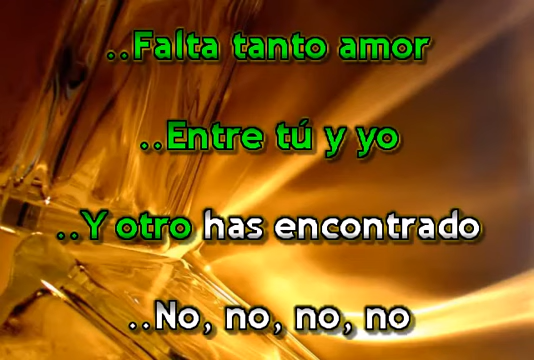 ..Falta tanto amor
..Entre tú y yo
..Y otro has encontrado
..No, no, no, no